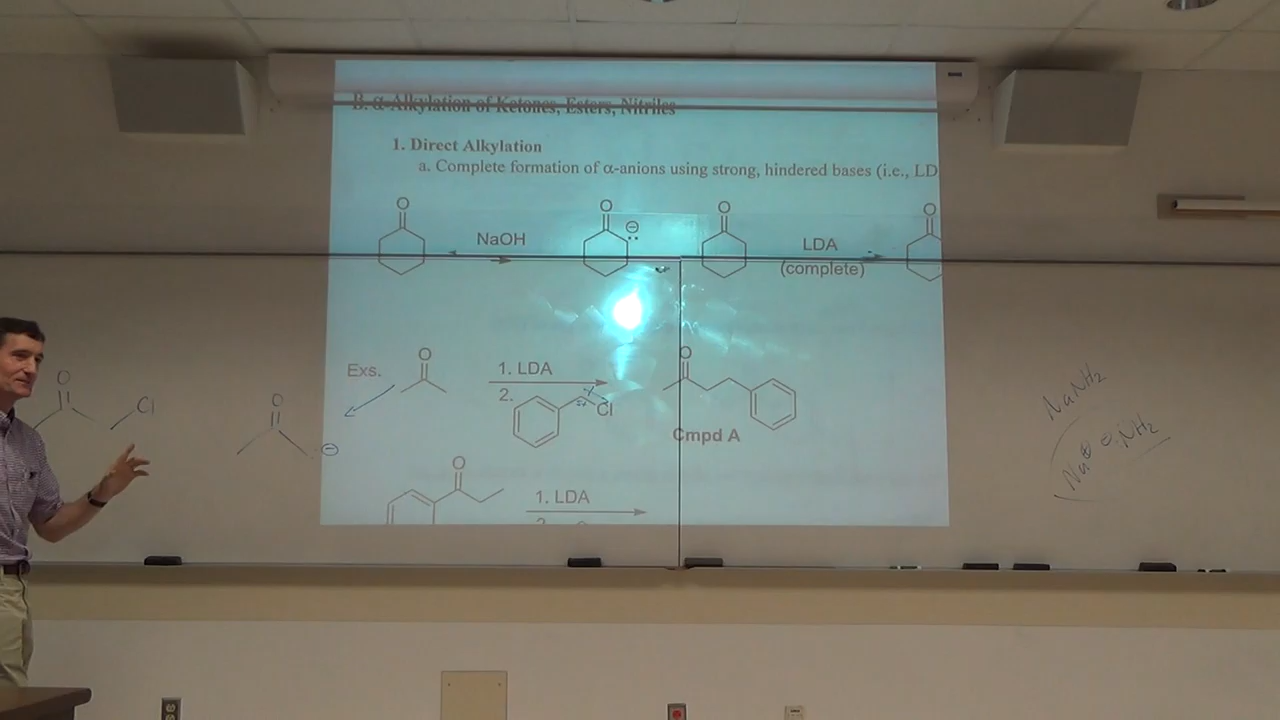 B. α-Alkylation of Ketones, Esters, Nitriles
1. Direct Alkylation
a. Complete formation of α-anions using strong, hindered bases (i.e., LD
O O ⊖ O O
NaOH LDA
(complete)
Exs. O 1. LDA O
2. Cl
Cmpd A
O 1. LDA
O Cl O ⊖
NaNH2
Na⊕ ⊖:NH2